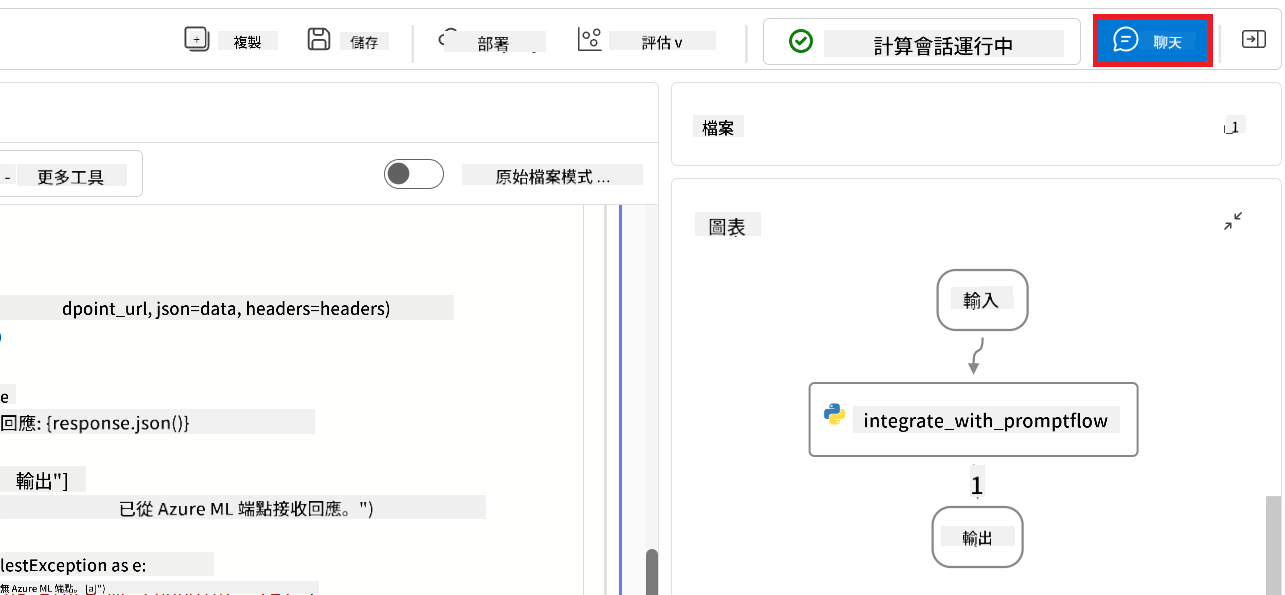 複製 儲存 部署 評估 v 計算會話運行中 聊天
檔案
- 更多工具 原始檔案模式 ...
圖表
輸入
dpoint_url, json=data, headers=headers)
e
回應: {response.json()}
integrate_with_promptflow
輸出"]
1
已從 Azure ML 端點接收回應。")
輸出
lestException as e:
無 Azure ML 端點。